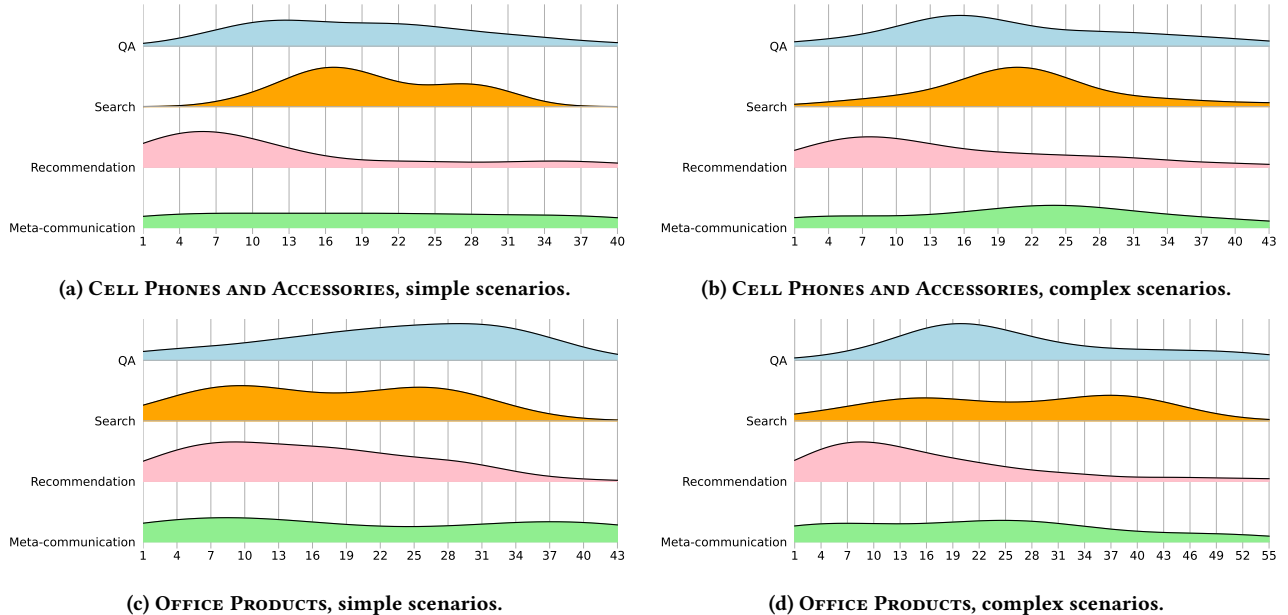 QA
Search
Recommendation
Meta-communication
1 4 7 10 13 16 19 22 25 28 31 34 37 40
(a) Cell Phones and Accessories, simple scenarios.
QA
Search
Recommendation
Meta-communication
1 4 7 10 13 16 19 22 25 28 31 34 37 40 43
(b) Cell Phones and Accessories, complex scenarios.
QA
Search
Recommendation
Meta-communication
1 4 7 10 13 16 19 22 25 28 31 34 37 40 43
(c) Office Products, simple scenarios.
QA
Search
Recommendation
Meta-communication
1 4 7 10 13 16 19 22 25 28 31 34 37 40 43 46 49 52 55
(d) Office Products, complex scenarios.